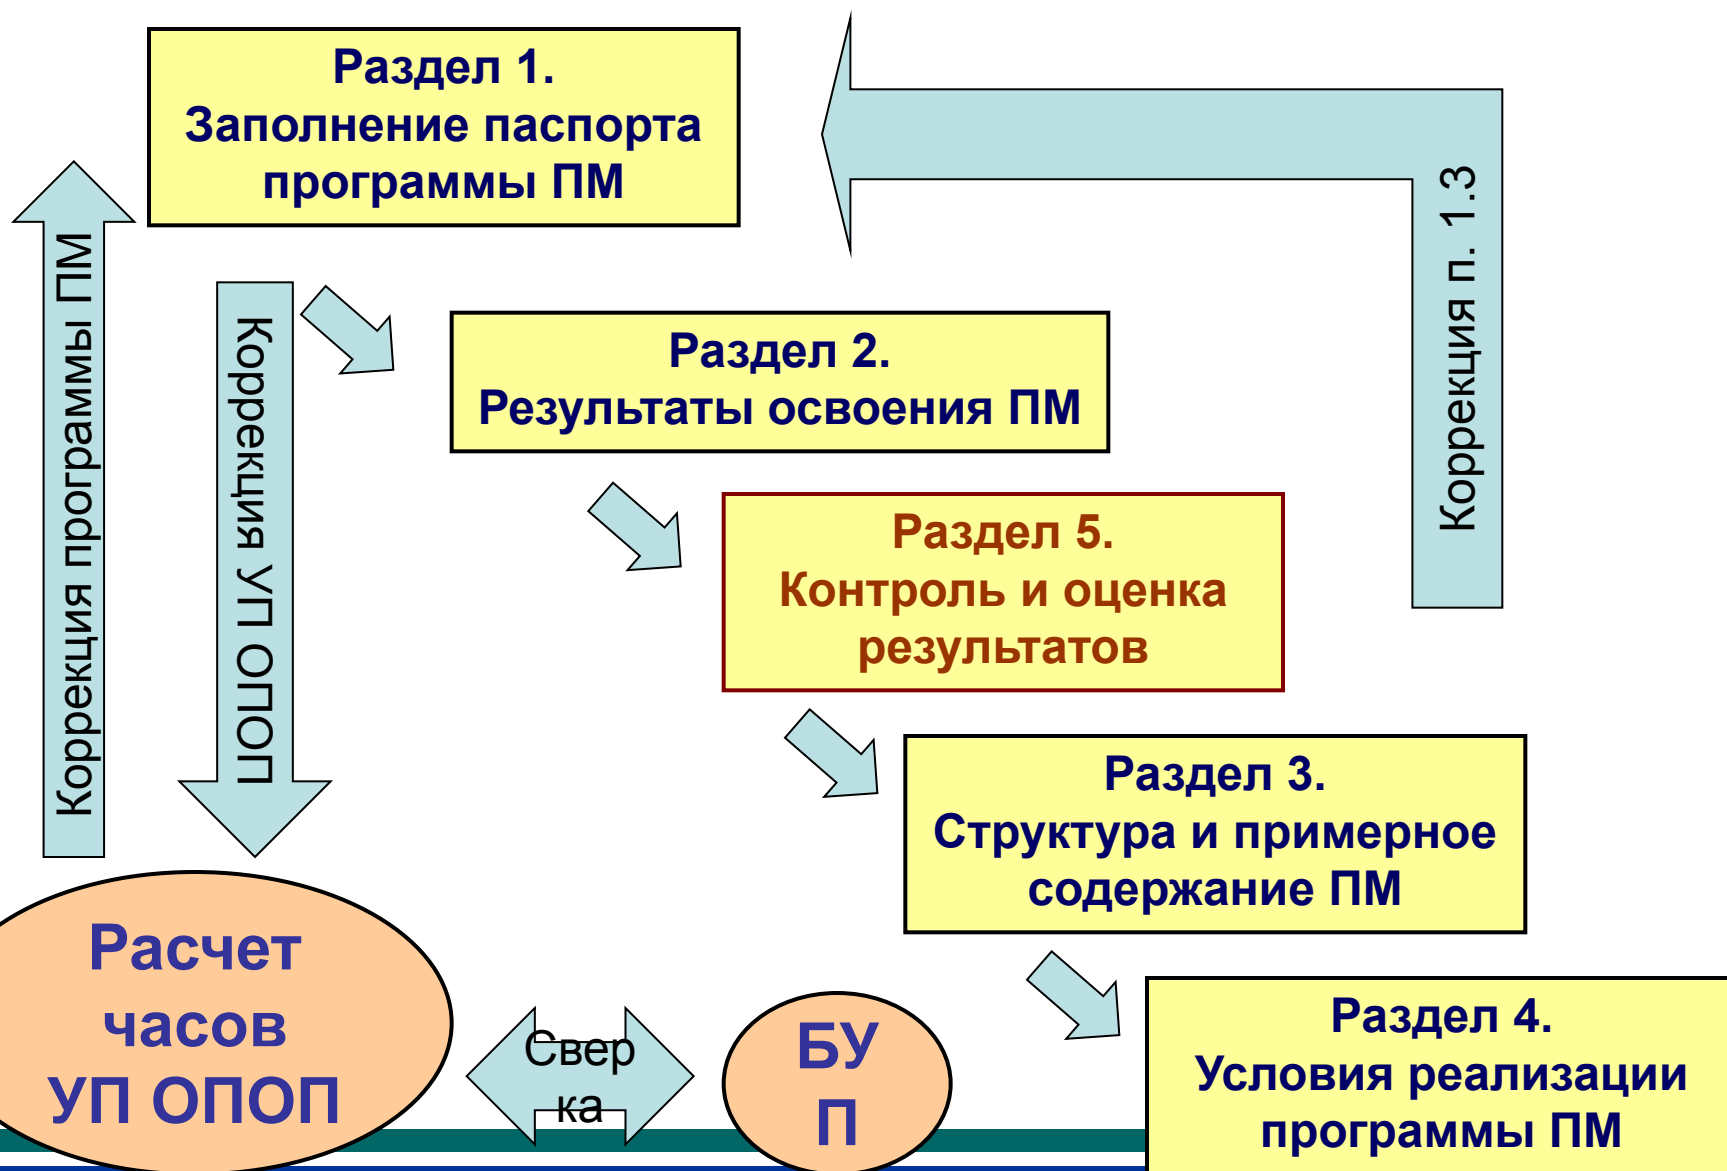 Раздел 1.
Заполнение паспорта
программы ПМ
Коррекция программы ПМ
Коррекция УП ОПОП
Коррекция п. 1.3
Раздел 2.
Результаты освоения ПМ
Раздел 5.
Контроль и оценка
результатов
Раздел 3.
Структура и примерное
содержание ПМ
Расчет
часов
УП ОПОП
Свер
ка
БУ
П
Раздел 4.
Условия реализации
программы ПМ